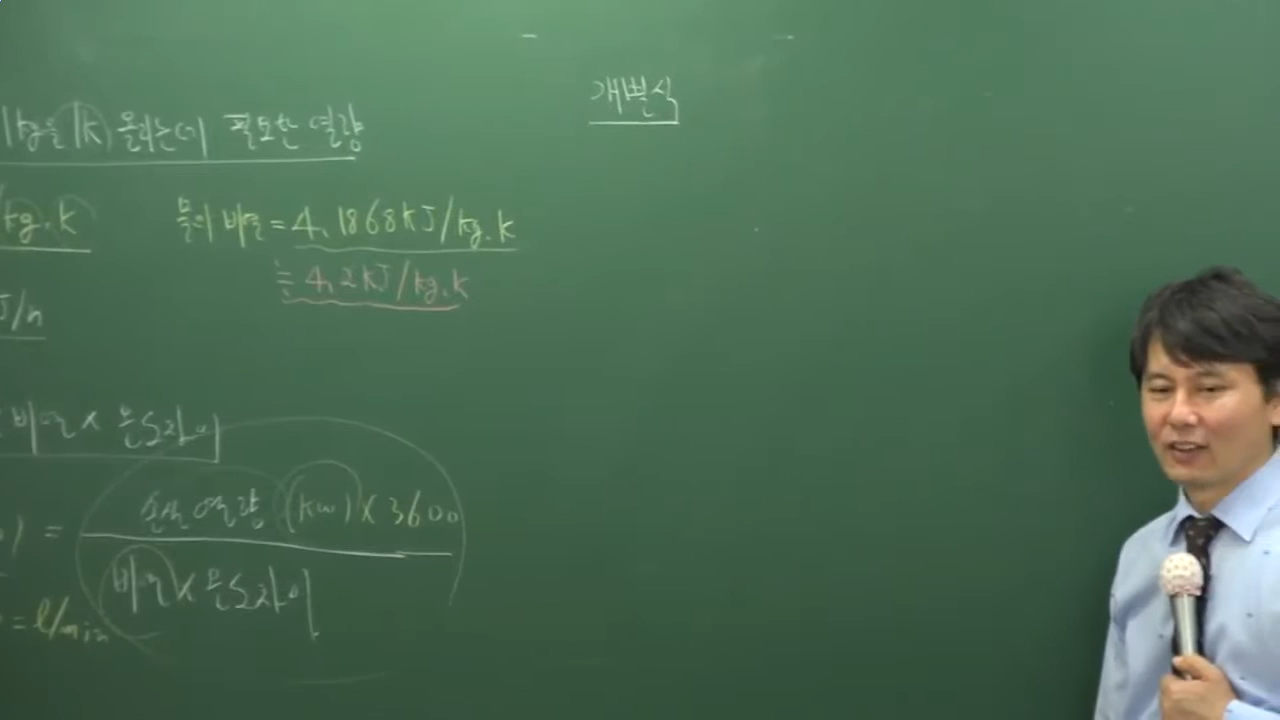 1kg을 1K 올리는데 필요한 열량
개별식
/kg.K
물의 비열 = 4.1868kJ/kg.K
≒ 4.2kJ/kg.K
J/h
비열 × 온도차이
) = 손실열량 (kW) × 3600
비열 × 온도차이
= l/min